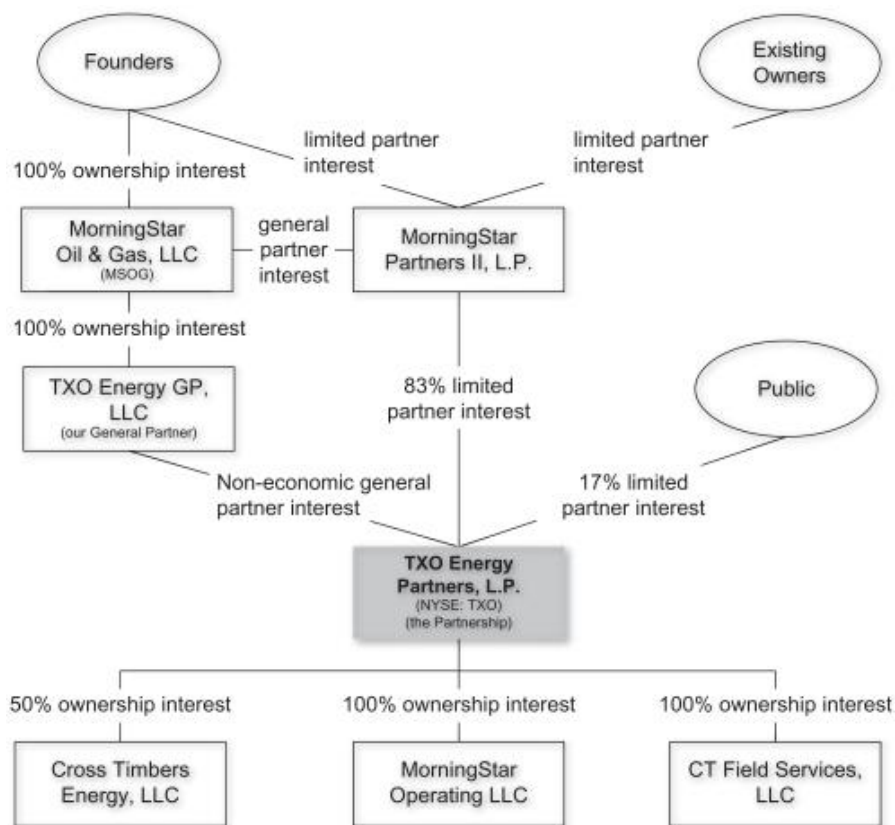 Founders
Existing
Owners
limited partner
interest
limited partner
interest
100% ownership interest
MorningStar
Oil & Gas, LLC
(MSOG)
general
partner
interest
MorningStar
Partners II, L.P.
100% ownership interest
TXO Energy GP,
LLC
(our General Partner)
83% limited
partner interest
Public
Non-economic general
partner interest
17% limited
partner interest
TXO Energy
Partners, L.P.
(NYSE: TXO)
(the Partnership)
50% ownership interest
100% ownership interest
100% ownership interest
Cross Timbers
Energy, LLC
MorningStar
Operating LLC
CT Field Services,
LLC